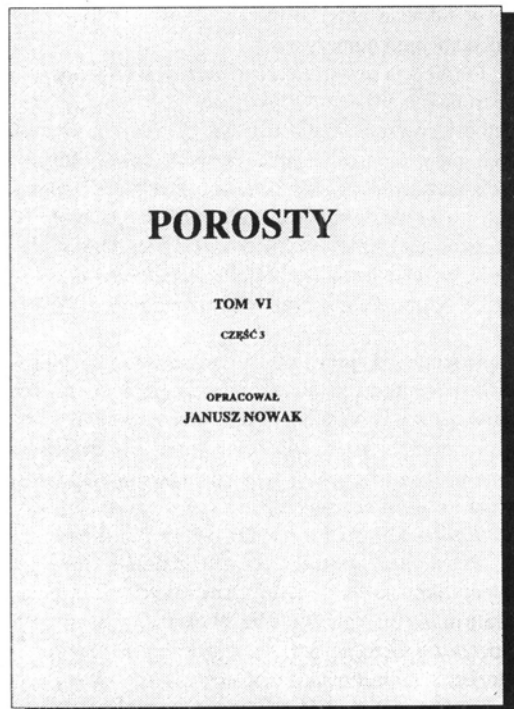 POROSTY
TOM VI
CZĘŚĆ 3
OPRACOWAŁ
JANUSZ NOWAK